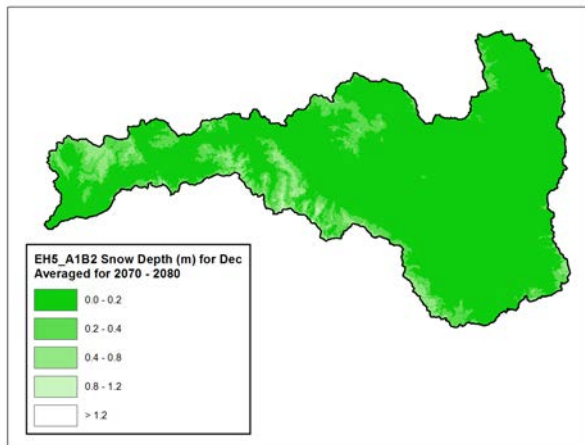 EH5_A1B2 Snow Depth (m) for Dec
Averaged for 2070 - 2080
0.0 - 0.2
0.2 - 0.4
0.4 - 0.8
0.8 - 1.2
> 1.2